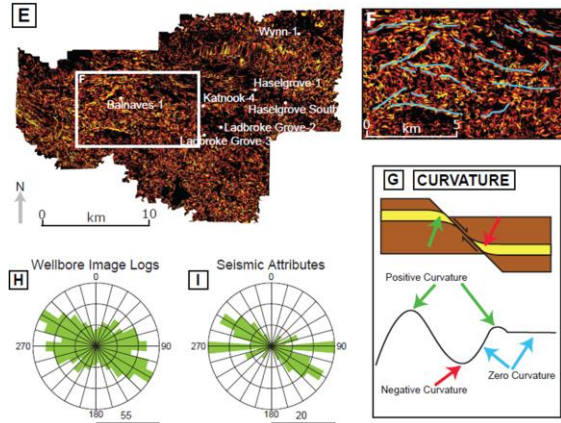 E
Wynn-1
F
Haselgrove-1
Balnaves-1
Katnook-4
Haselgrove South
Ladbroke Grove-2
Ladbroke Grove-3
N
0 10
km
F
0 5
km
G CURVATURE
Positive Curvature
Negative Curvature
Zero Curvature
H Wellbore Image Logs
0
270 90
180
55
I Seismic Attributes
0
270 90
180
20